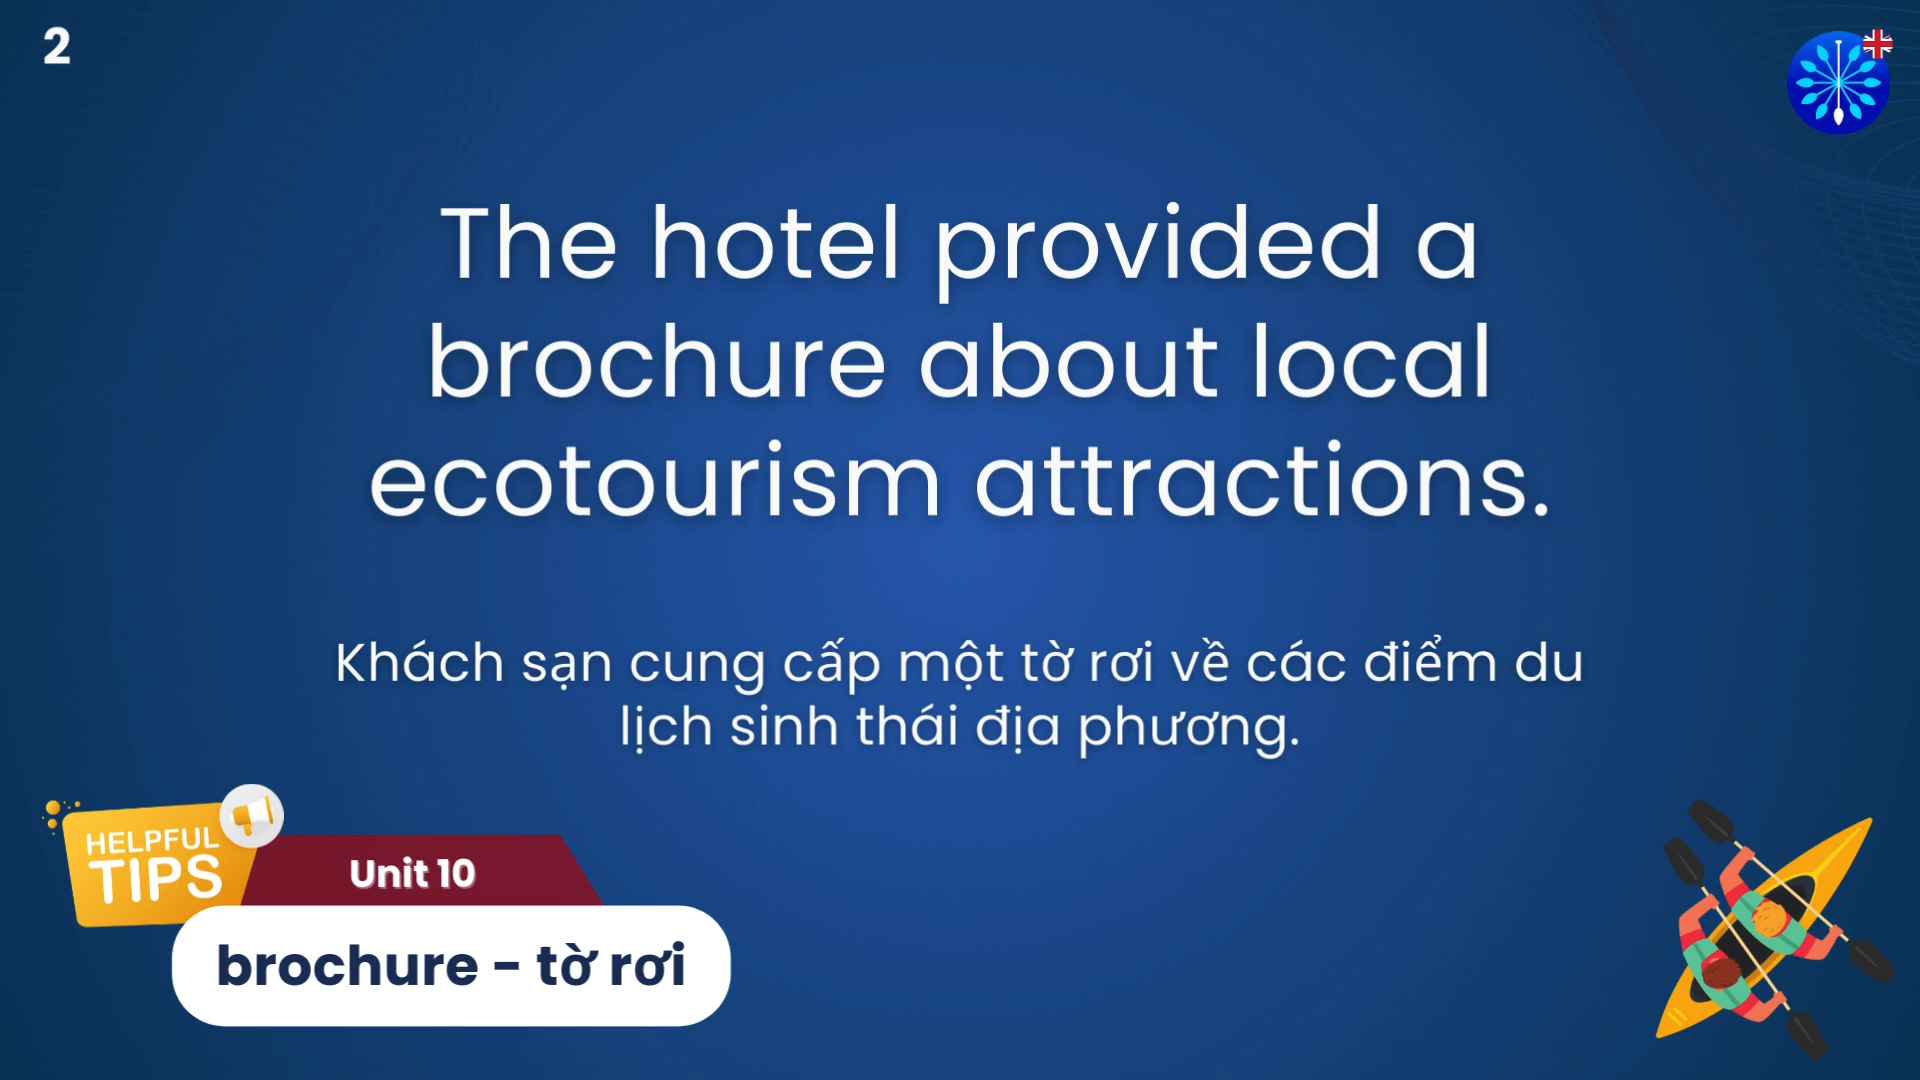 2
The hotel provided a
brochure about local
ecotourism attractions.
Khách sạn cung cấp một tờ rơi về các điểm du
lịch sinh thái địa phương.
HELPFUL
TIPS
Unit 10
brochure - tờ rơi